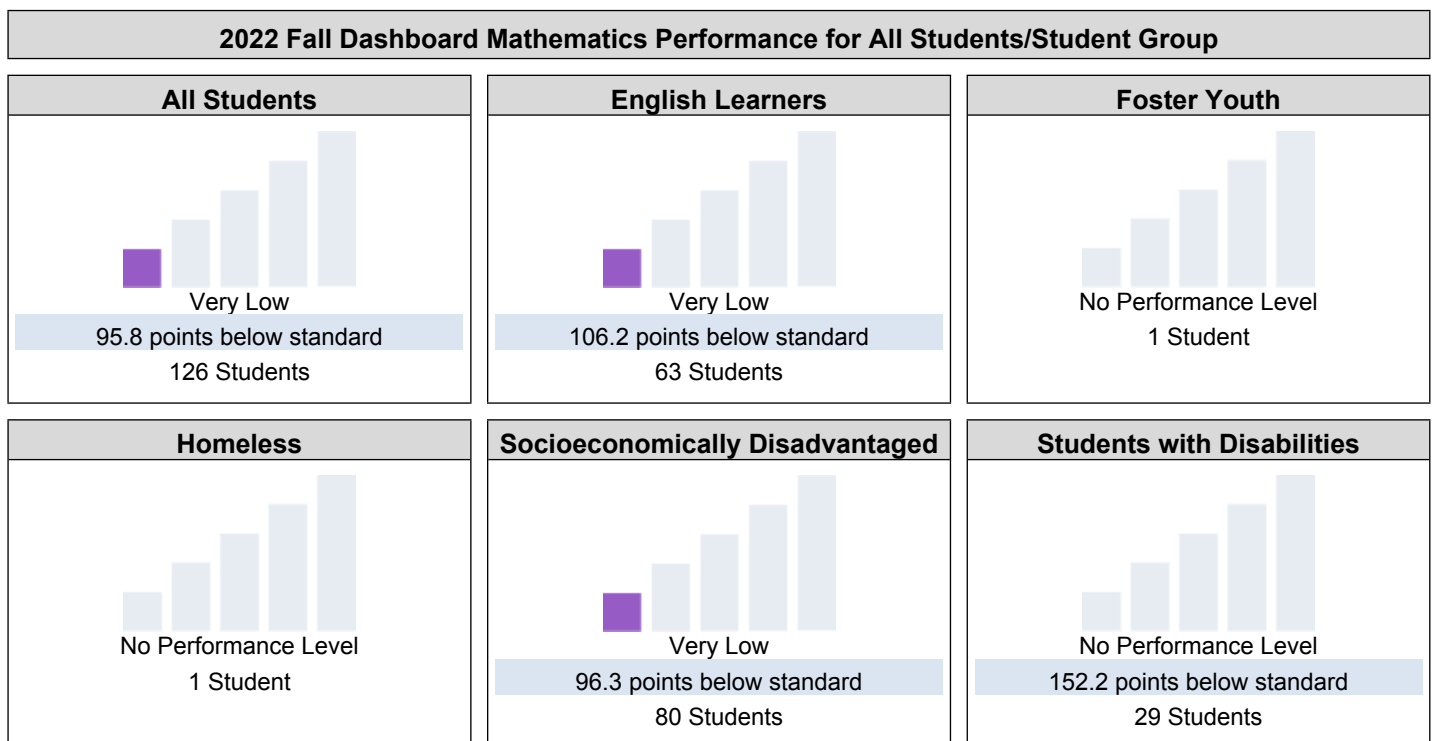 2022 Fall Dashboard Mathematics Performance for All Students/Student Group
All Students
Very Low
95.8 points below standard
126 Students
English Learners
Very Low
106.2 points below standard
63 Students
Foster Youth
No Performance Level
1 Student
Homeless
No Performance Level
1 Student
Socioeconomically Disadvantaged
Very Low
96.3 points below standard
80 Students
Students with Disabilities
No Performance Level
152.2 points below standard
29 Students